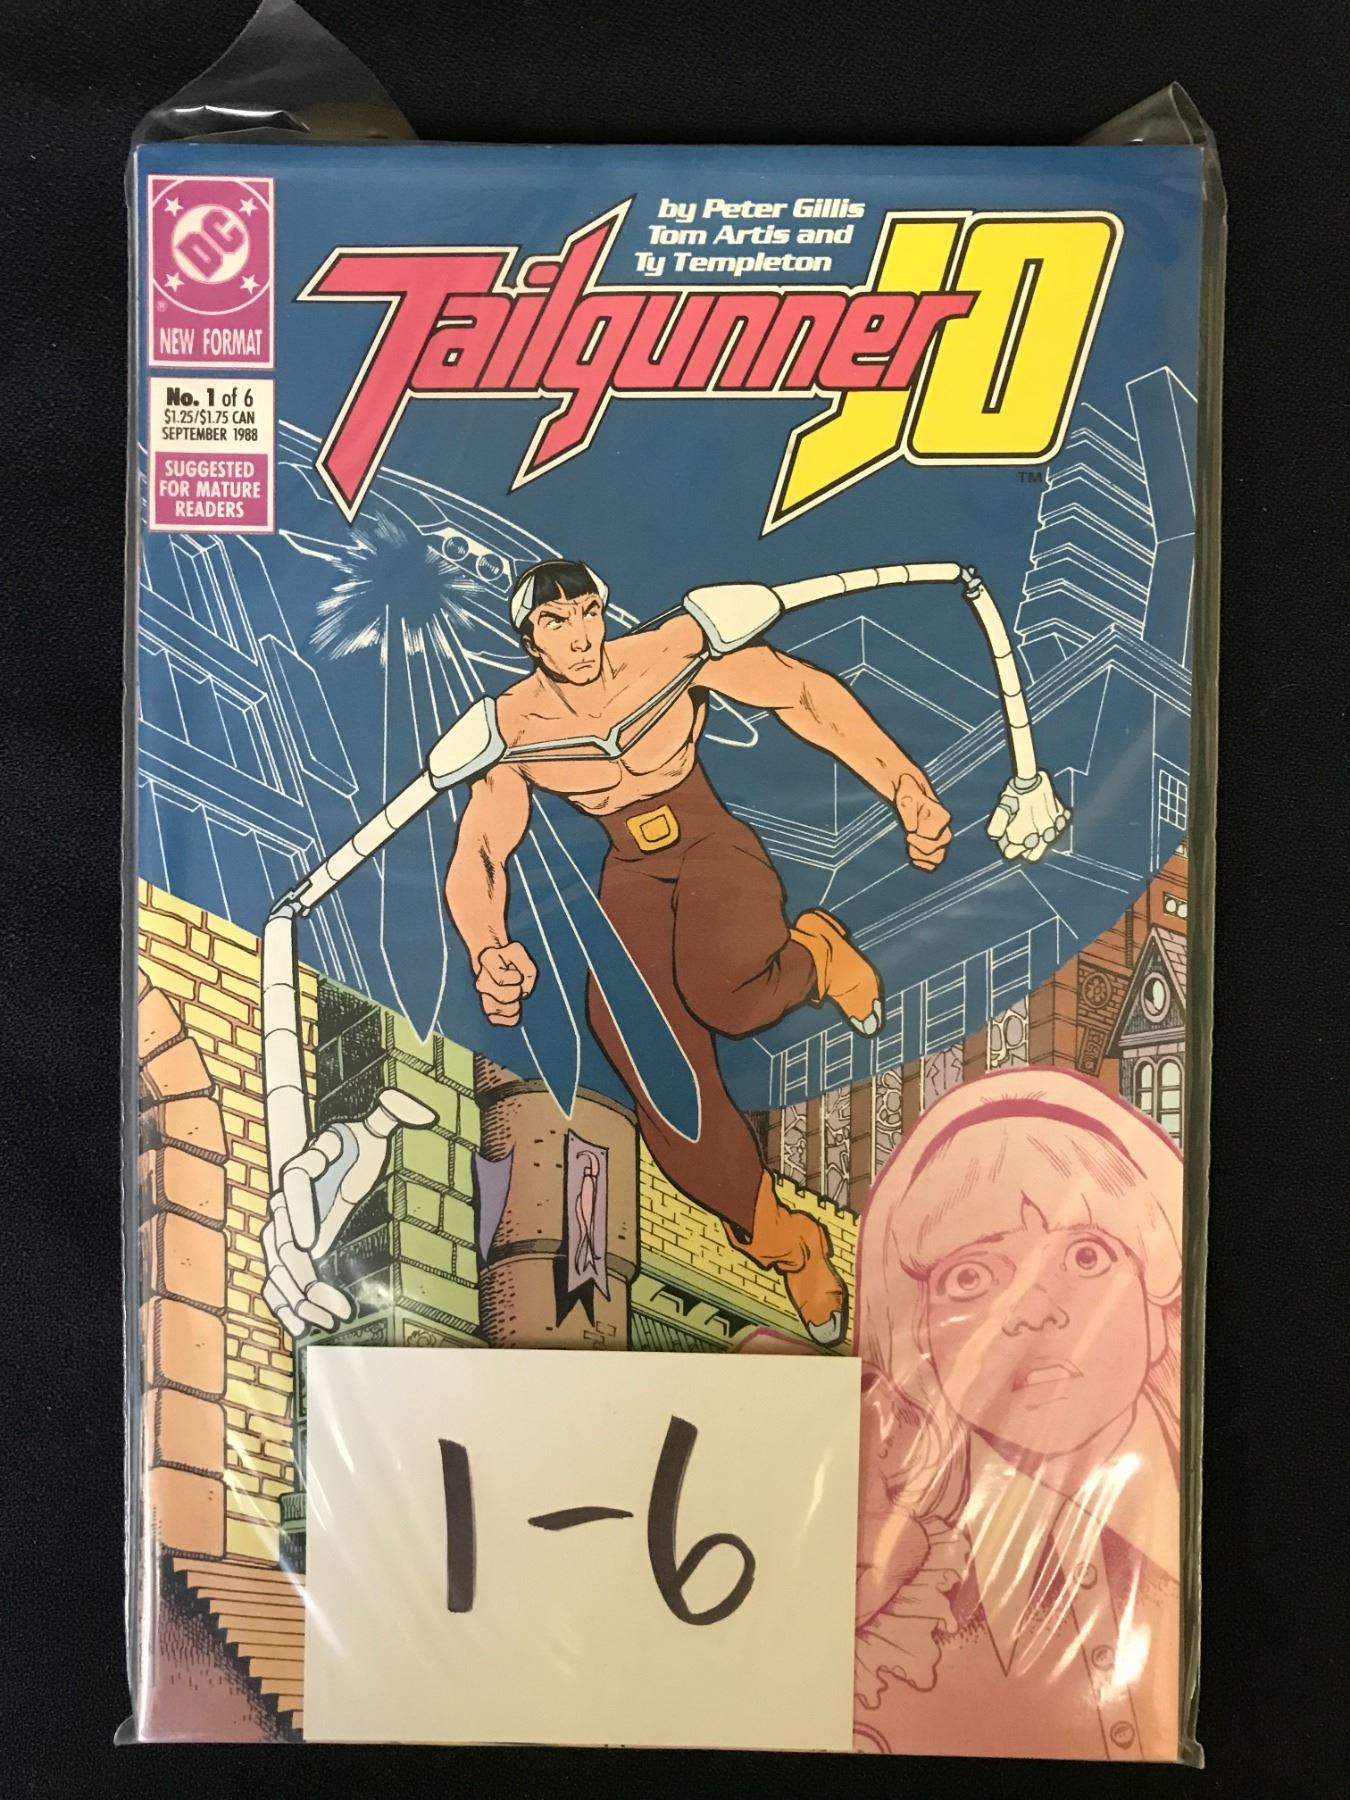 by Peter Gillis
Tom Artis and
Ty Templeton
Tailgunner JO
TM
DC
®
NEW FORMAT
No. 1 of 6
$1.25/$1.75 CAN
SEPTEMBER 1988
SUGGESTED
FOR MATURE
READERS
1-6